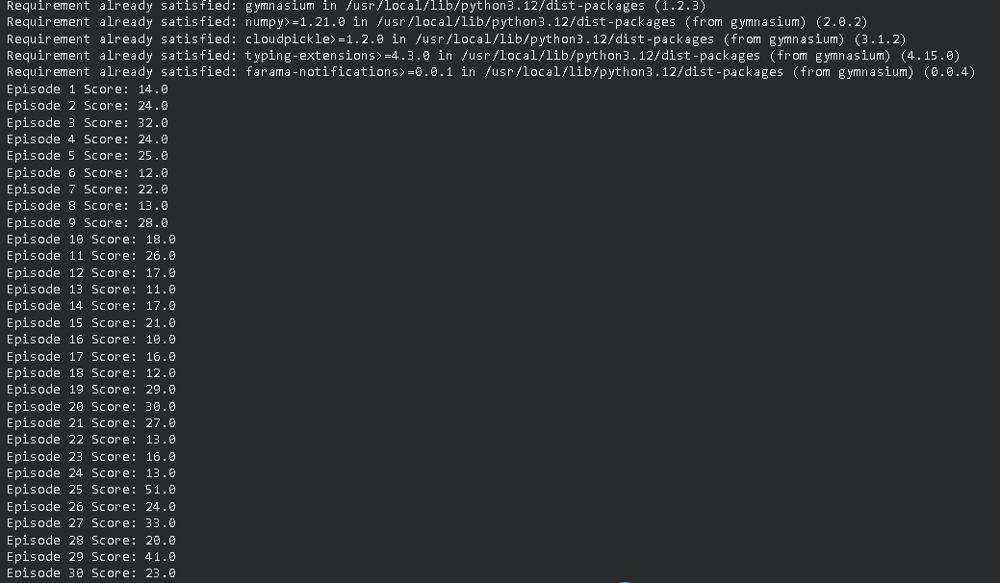 Requirement already satisfied: gymnasium in /usr/local/lib/python3.12/dist-packages (1.2.3)
Requirement already satisfied: numpy>=1.21.0 in /usr/local/lib/python3.12/dist-packages (from gymnasium) (2.0.2)
Requirement already satisfied: cloudpickle>=1.2.0 in /usr/local/lib/python3.12/dist-packages (from gymnasium) (3.1.2)
Requirement already satisfied: typing-extensions>=4.3.0 in /usr/local/lib/python3.12/dist-packages (from gymnasium) (4.15.0)
Requirement already satisfied: farama-notifications>=0.0.1 in /usr/local/lib/python3.12/dist-packages (from gymnasium) (0.0.4)
Episode 1 Score: 14.0
Episode 2 Score: 24.0
Episode 3 Score: 32.0
Episode 4 Score: 24.0
Episode 5 Score: 25.0
Episode 6 Score: 12.0
Episode 7 Score: 22.0
Episode 8 Score: 13.0
Episode 9 Score: 28.0
Episode 10 Score: 18.0
Episode 11 Score: 26.0
Episode 12 Score: 17.0
Episode 13 Score: 11.0
Episode 14 Score: 17.0
Episode 15 Score: 21.0
Episode 16 Score: 10.0
Episode 17 Score: 16.0
Episode 18 Score: 12.0
Episode 19 Score: 29.0
Episode 20 Score: 30.0
Episode 21 Score: 27.0
Episode 22 Score: 13.0
Episode 23 Score: 16.0
Episode 24 Score: 13.0
Episode 25 Score: 51.0
Episode 26 Score: 24.0
Episode 27 Score: 33.0
Episode 28 Score: 20.0
Episode 29 Score: 41.0
Episode 30 Score: 23.0